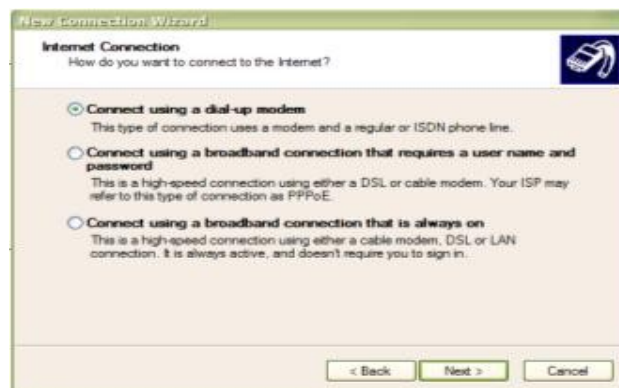 New Connection Wizard
Internet Connection
How do you want to connect to the Internet?
Connect using a dial-up modem
This type of connection uses a modem and a regular or ISDN phone line.
Connect using a broadband connection that requires a user name and
password
This is a high-speed connection using either a DSL or cable modem. Your ISP may
refer to this type of connection as PPPoE.
Connect using a broadband connection that is always on
This is a high-speed connection using either a cable modem, DSL or LAN
connection. It is always active, and doesn't require you to sign in.
< Back Next > Cancel